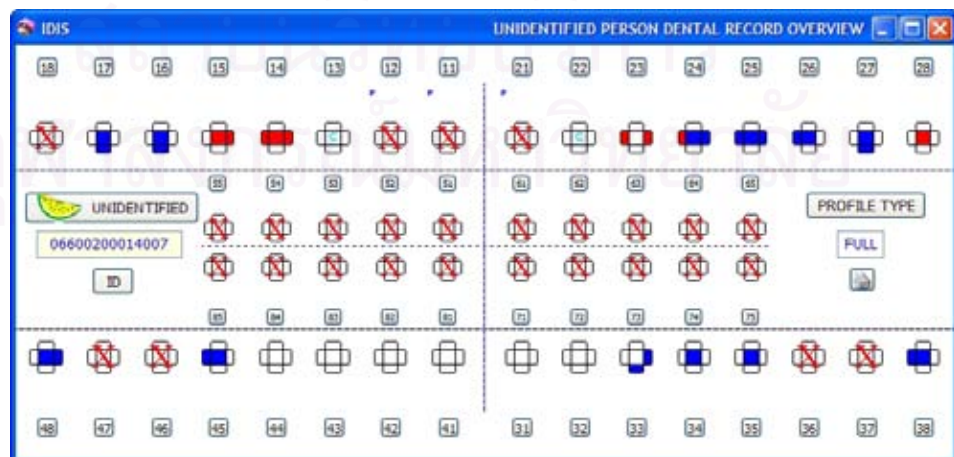 IDIS UNIDENTIFIED PERSON DENTAL RECORD OVERVIEW
18 17 16 15 14 13 12 11 21 22 23 24 25 26 27 28
C C
55 54 53 52 51 61 62 63 64 65
UNIDENTIFIED PROFILE TYPE
06600200014007 FULL
ID
85 84 83 82 81 71 72 73 74 75
48 47 46 45 44 43 42 41 31 32 33 34 35 36 37 38